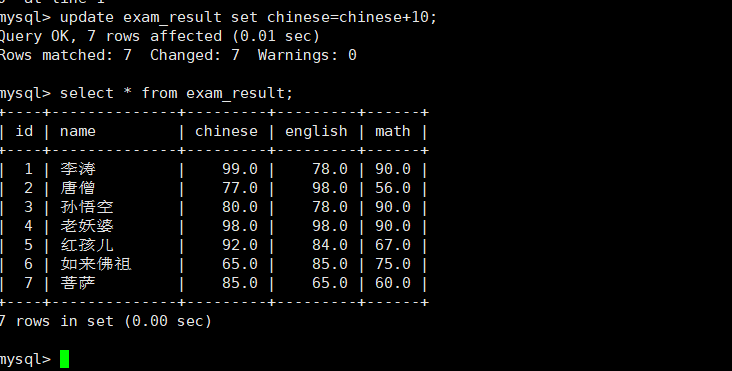 mysql> update exam_result set chinese=chinese+10;
Query OK, 7 rows affected (0.01 sec)
Rows matched: 7  Changed: 7  Warnings: 0
mysql> select * from exam_result;
+----+--------------+---------+---------+------+
| id | name         | chinese | english | math |
+----+--------------+---------+---------+------+
|  1 | 李涛         |    99.0 |    78.0 | 90.0 |
|  2 | 唐僧         |    77.0 |    98.0 | 56.0 |
|  3 | 孙悟空       |    80.0 |    78.0 | 90.0 |
|  4 | 老妖婆       |    98.0 |    98.0 | 90.0 |
|  5 | 红孩儿       |    92.0 |    84.0 | 67.0 |
|  6 | 如来佛祖     |    65.0 |    85.0 | 75.0 |
|  7 | 菩萨         |    85.0 |    65.0 | 60.0 |
+----+--------------+---------+---------+------+
7 rows in set (0.00 sec)
mysql>